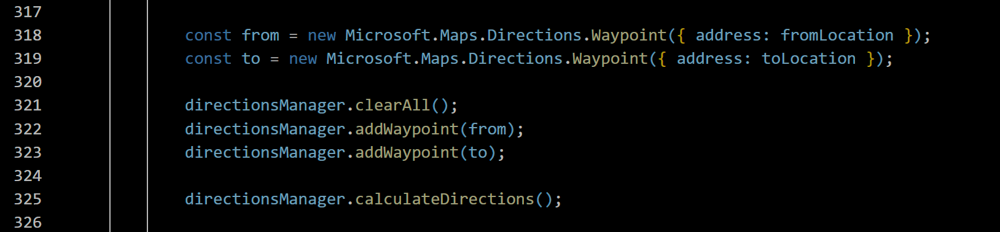 317
318 const from = new Microsoft.Maps.Directions.Waypoint({ address: fromLocation });
319 const to = new Microsoft.Maps.Directions.Waypoint({ address: toLocation });
320
321 directionsManager.clearAll();
322 directionsManager.addWaypoint(from);
323 directionsManager.addWaypoint(to);
324
325 directionsManager.calculateDirections();
326